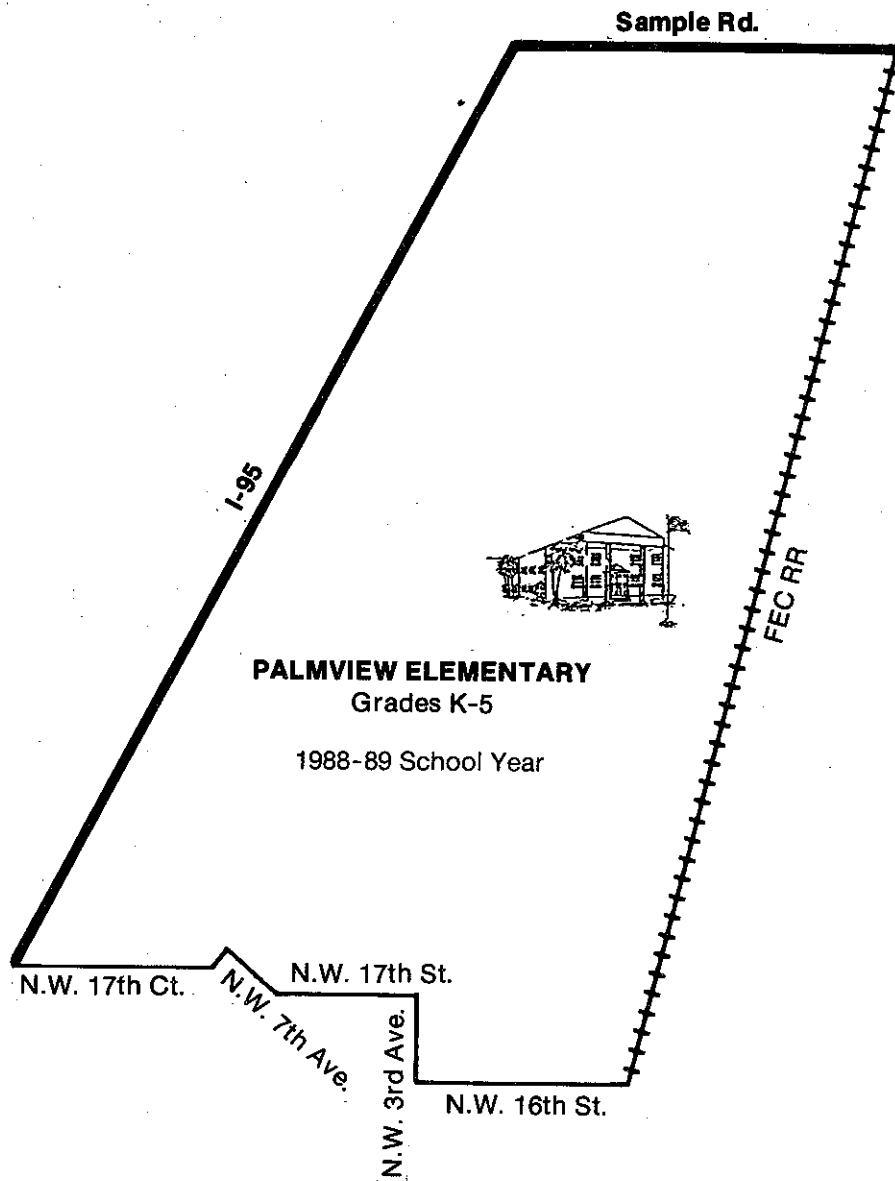 Sample Rd.
I-95
FEC RR
PALMVIEW ELEMENTARY
Grades K-5
1988-89 School Year
N.W. 17th Ct.
N.W. 7th Ave.
N.W. 17th St.
N.W. 3rd Ave.
N.W. 16th St.